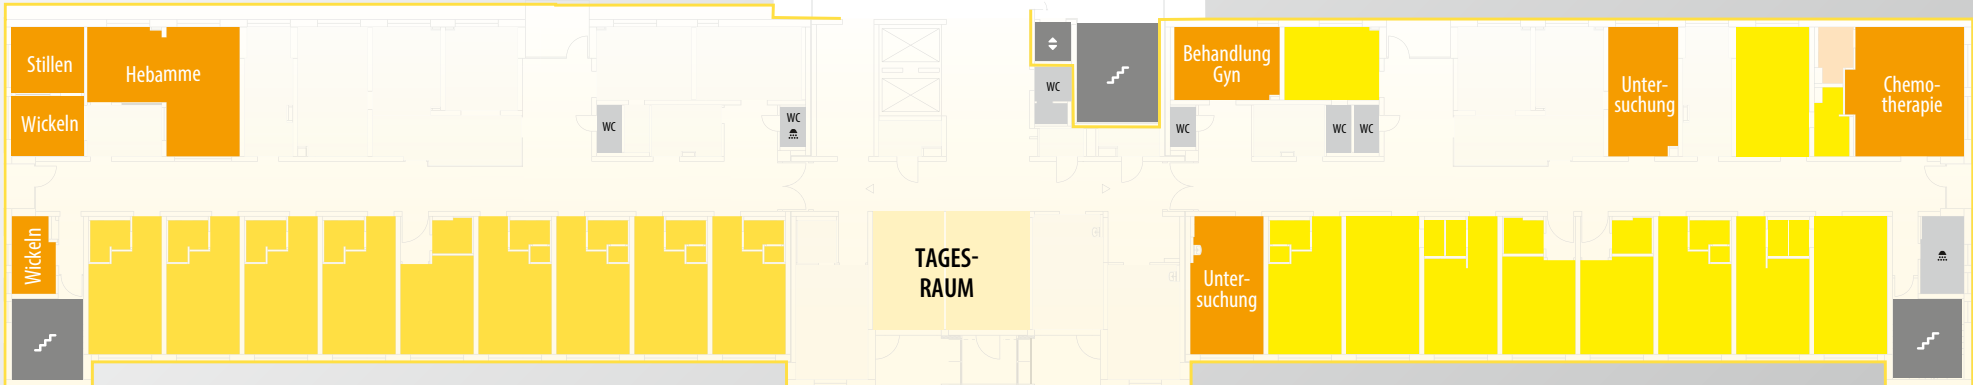 Stillen
Hebamme
Wickeln
WC
WC
WC
Behandlung
Gyn
WC
WC
WC
Unter-
suchung
Chemo-
therapie
Wickeln
TAGES-
RAUM
Unter-
suchung